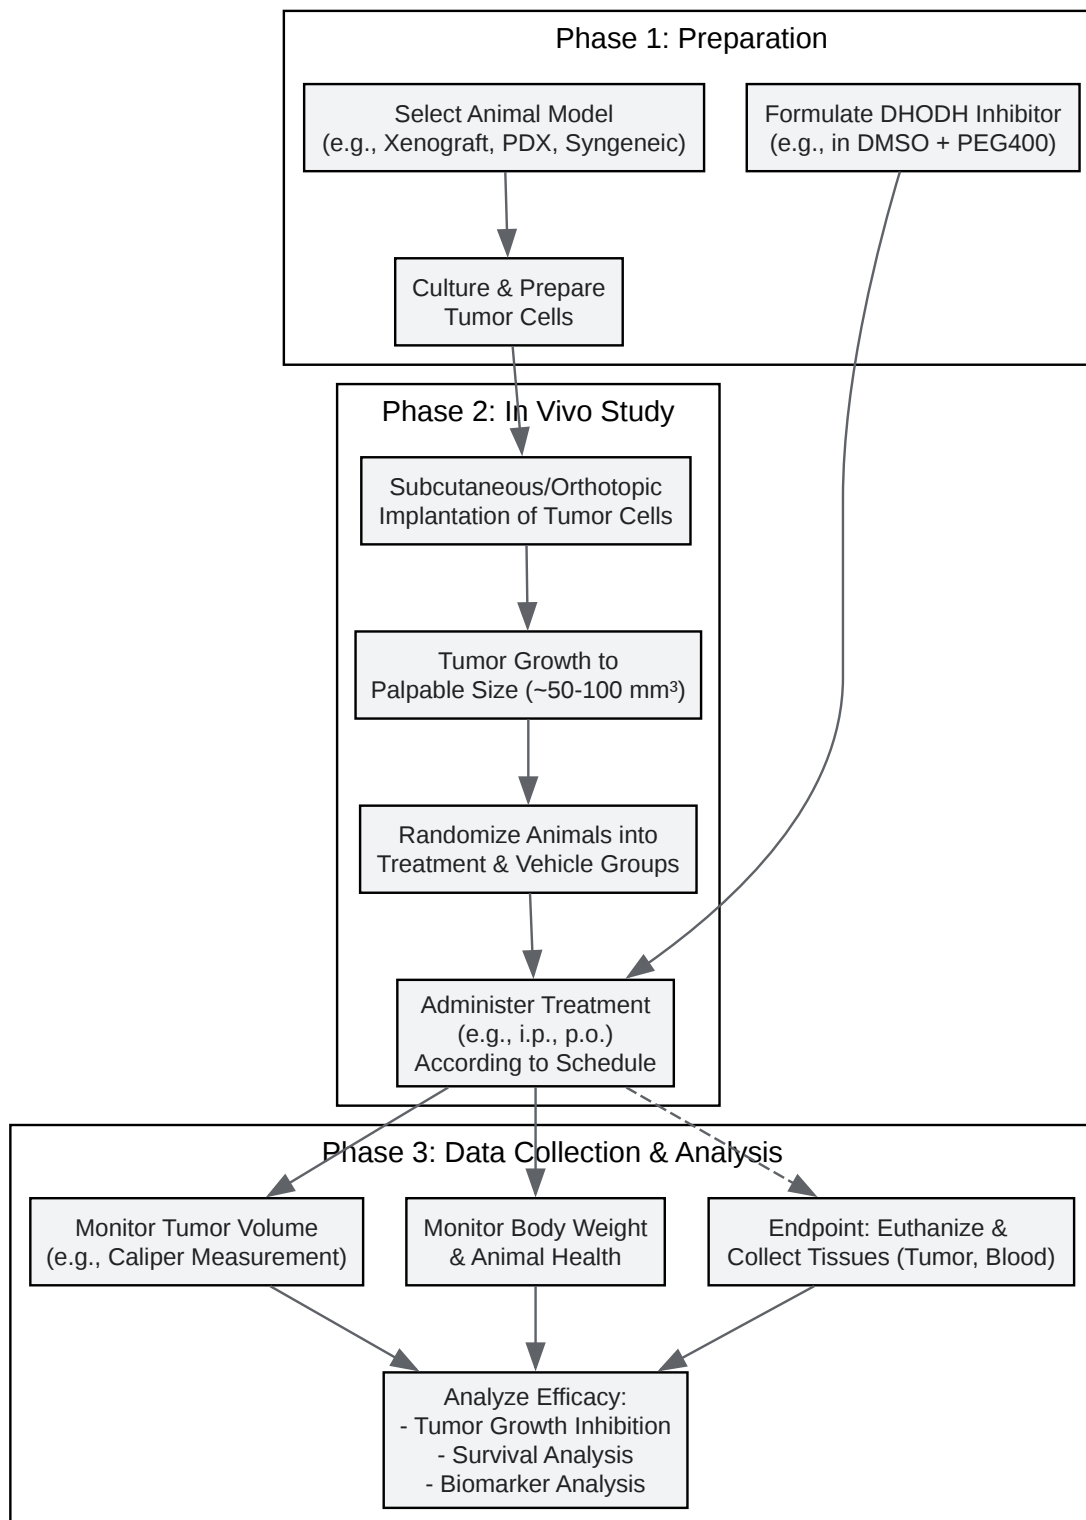 Phase 1: Preparation
Select Animal Model
(e.g., Xenograft, PDX, Syngeneic)
Formulate DHODH Inhibitor
(e.g., in DMSO + PEG400)
Culture & Prepare
Tumor Cells
Phase 2: In Vivo Study
Subcutaneous/Orthotopic
Implantation of Tumor Cells
Tumor Growth to
Palpable Size (~50-100 mm³)
Randomize Animals into
Treatment & Vehicle Groups
Administer Treatment
(e.g., i.p., p.o.)
According to Schedule
Phase 3: Data Collection & Analysis
Monitor Tumor Volume
(e.g., Caliper Measurement)
Monitor Body Weight
& Animal Health
Endpoint: Euthanize &
Collect Tissues (Tumor, Blood)
Analyze Efficacy:
- Tumor Growth Inhibition
- Survival Analysis
- Biomarker Analysis